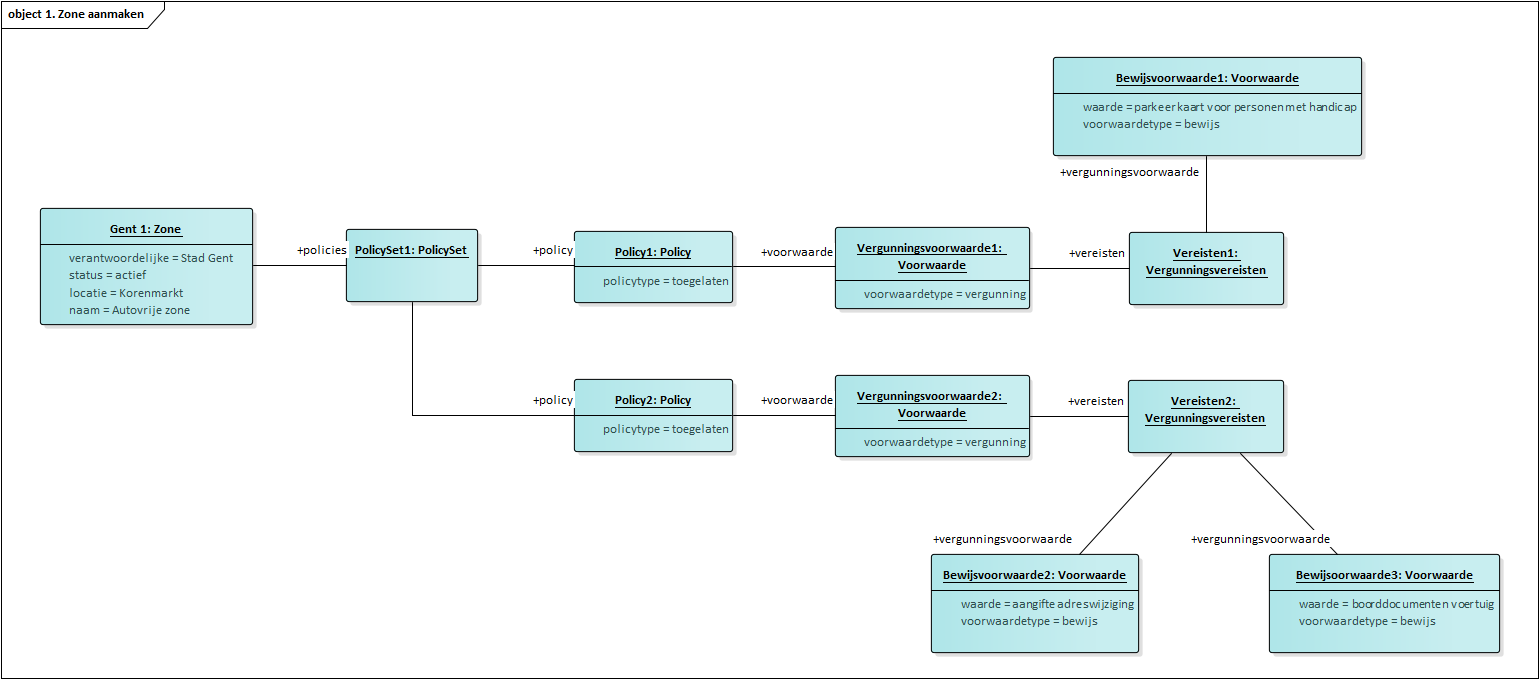 object 1. Zone aanmaken
Bewijsvoorwaarde1: Voorwaarde
waarde = parkeerkaart voor personen met handicap
voorwaardetype = bewijs
+vergunningsvoorwaarde
Gent 1: Zone
verantwoordelijke = Stad Gent
status = actief
locatie = Korenmarkt
naam = Autovrije zone
+policies
PolicySet1: PolicySet
+policy
Policy1: Policy
policytype = toegelaten
+voorwaarde
Vergunningsvoorwaarde1:
Voorwaarde
voorwaardetype = vergunning
+vereisten
Vereisten1:
Vergunningsvereisten
+policy
Policy2: Policy
policytype = toegelaten
+voorwaarde
Vergunningsvoorwaarde2:
Voorwaarde
voorwaardetype = vergunning
+vereisten
Vereisten2:
Vergunningsvereisten
+vergunningsvoorwaarde
+vergunningsvoorwaarde
Bewijsvoorwaarde2: Voorwaarde
waarde = aangifte adreswijziging
voorwaardetype = bewijs
Bewijsoorwaarde3: Voorwaarde
waarde = boorddocumenten voertuig
voorwaardetype = bewijs